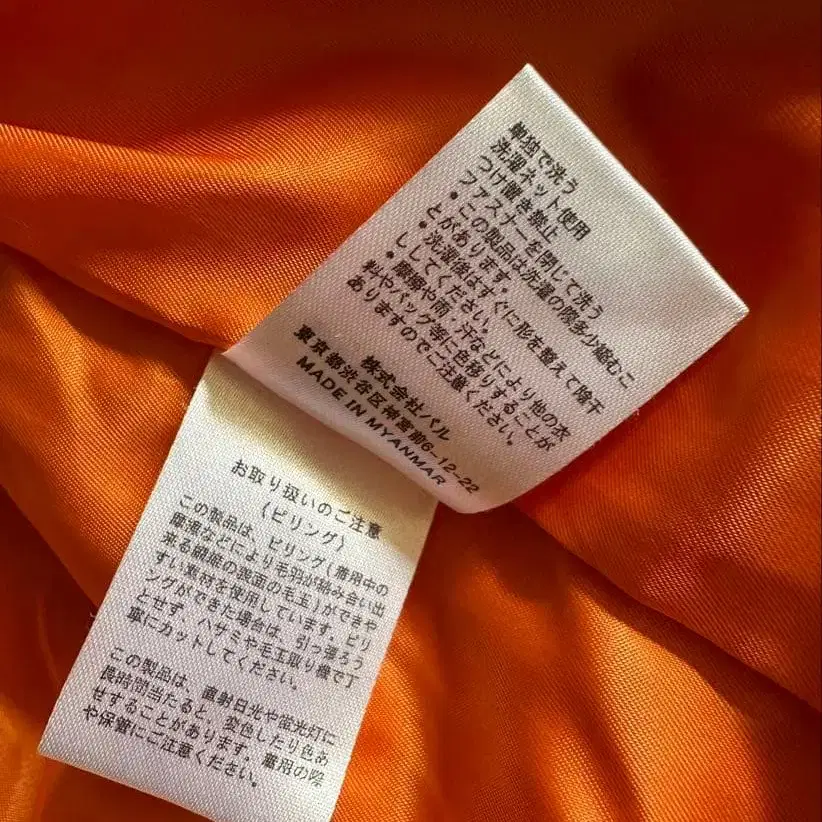 単独で洗う
洗濯ネット使用
つけ置き禁止
ファスナーを閉じて洗う
・この製品は洗濯の際多少縮むこ
とがあります。
・洗濯後はすぐに形を整えて陰干
ししてください。
・摩擦や雨、汗などにより他の衣
料やバッグ等に色移りすることが
ありますのでご注意ください。
株式会社パル
東京都渋谷区神宮前6-12-22
MADE IN MYANMAR
お取り扱いのご注意
(ピリング)
この製品は、ピリング(着用中の
摩擦などにより毛羽が絡み合い出
来る繊維の表面の毛玉)ができや
すい素材を使用しています。ピリ
ングができた場合は、引っ張ろう
とせず、ハサミや毛玉取り機で丁
寧にカットしてください。
この製品は、直射日光や蛍光灯に
長時間当たると、変色したり色あ
せすることがあります。着用の際
や保管にご注意ください。